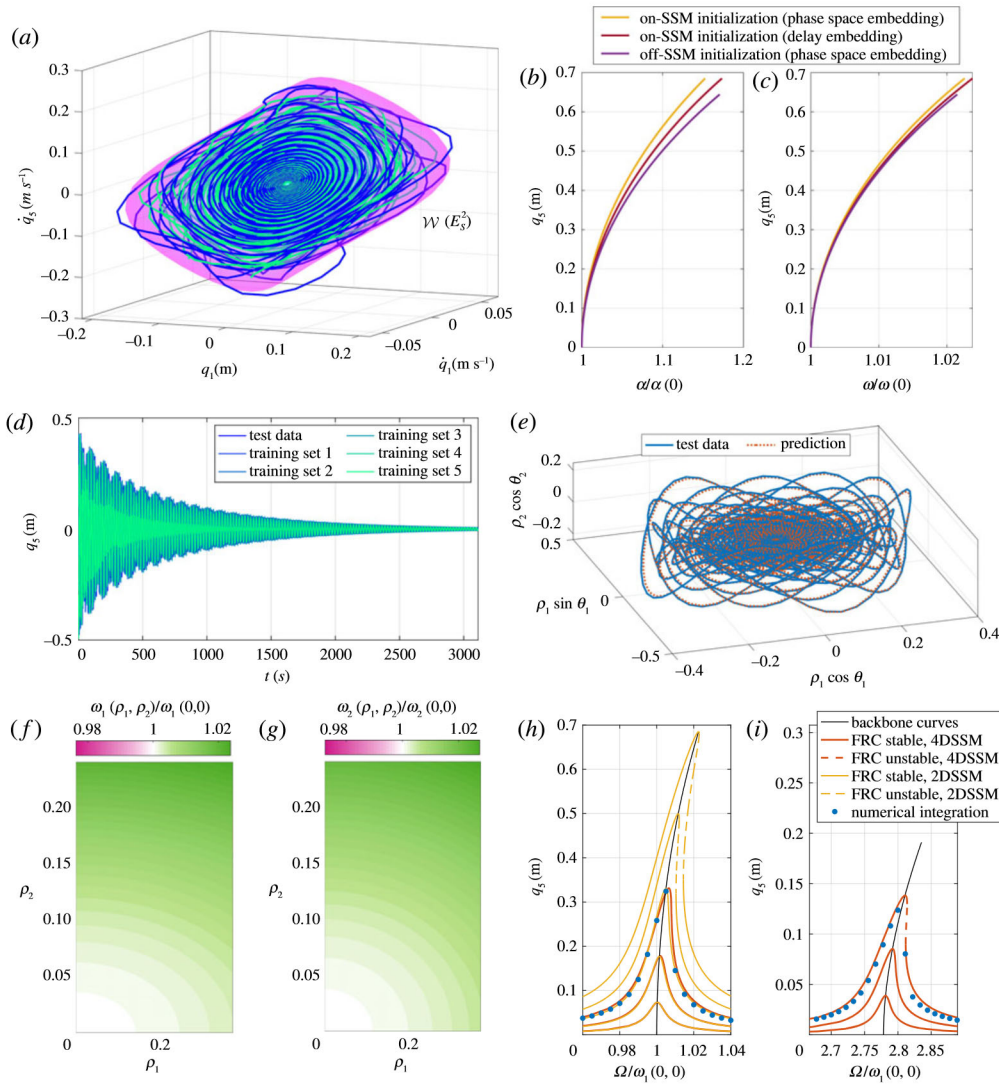 on-SSM initialization (phase space embedding)
on-SSM initialization (delay embedding)
off-SSM initialization (phase space embedding)
(a)
0.3
0.2
0.1
0
−0.1
−0.2
−0.3
q̇5 (m s−1)
−0.2
−0.1
0
0.1
0.2
q1(m)
−0.05
0
0.05
q̇1(m s−1)
𝒲 (E_S^2)
(b)
0.7
0.6
0.5
0.4
0.3
0.2
0.1
0
q5 (m)
1
1.1
1.2
α/α (0)
(c)
0.7
0.6
0.5
0.4
0.3
0.2
0.1
0
q5(m)
1
1.01
1.02
ω/ω (0)
(d)
0.5
0
−0.5
q5 (m)
test data
training set 1
training set 2
training set 3
training set 4
training set 5
0
500
1000
1500
2000
2500
3000
t (s)
(e)
test data
prediction
0.2
0
−0.2
ρ2 cos θ2
0.5
0
−0.5
ρ1 sin θ1
−0.4
−0.2
0
0.2
0.4
ρ1 cos θ1
(f)
ω1 (ρ1, ρ2)/ω1 (0,0)
0.98 1 1.02
0.20
0.15
0.10
0.05
ρ2
0 0.2
ρ1
(g)
ω2 (ρ1, ρ2)/ω2 (0,0)
0.98 1 1.02
0.20
0.15
0.10
0.05
ρ2
0 0.2
ρ1
(h)
0.7
0.6
0.5
0.4
0.3
0.2
0.1
q5 (m)
0 0.98 1 1.02 1.04
Ω/ω1(0, 0)
backbone curves
FRC stable, 4DSSM
FRC unstable, 4DSSM
FRC stable, 2DSSM
FRC unstable, 2DSSM
numerical integration
(i)
0.3
0.2
0.15
0.1
0.05
q5 (m)
0 2.7 2.75 2.8 2.85
Ω/ω1(0, 0)